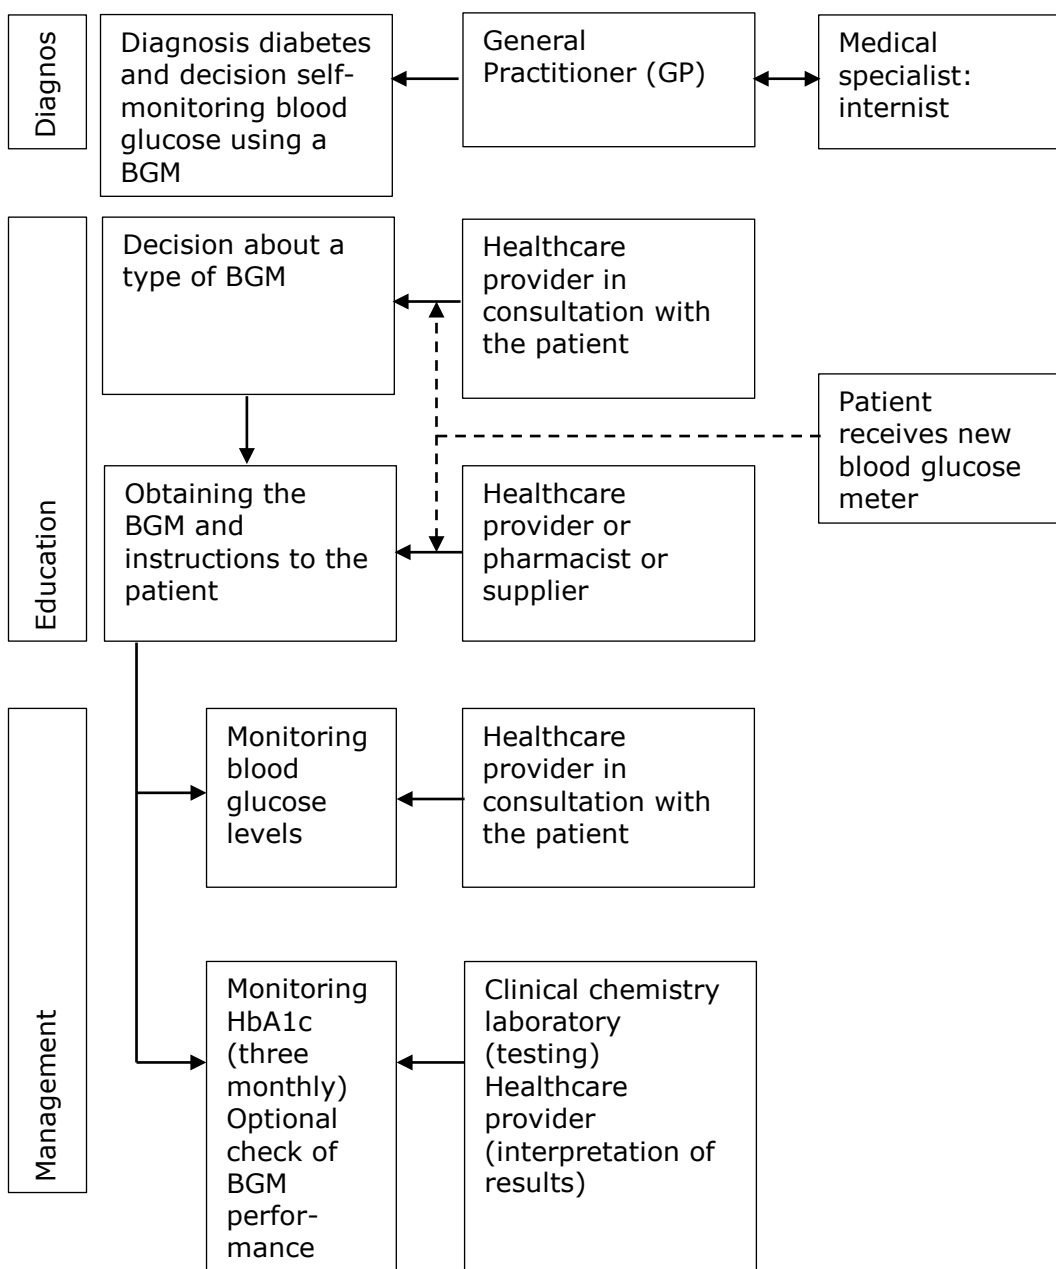 Diagnos
Diagnosis diabetes
and decision self-
monitoring blood
glucose using a
BGM
General
Practitioner (GP)
Medical
specialist:
internist
Education
Decision about a
type of BGM
Healthcare
provider in
consultation with
the patient
Patient
receives new
blood glucose
meter
Obtaining the
BGM and
instructions to the
patient
Healthcare
provider or
pharmacist or
supplier
Management
Monitoring
blood
glucose
levels
Healthcare
provider in
consultation with
the patient
Monitoring
HbA1c
(three
monthly)
Optional
check of
BGM
perfor-
mance
Clinical chemistry
laboratory
(testing)
Healthcare
provider
(interpretation of
results)